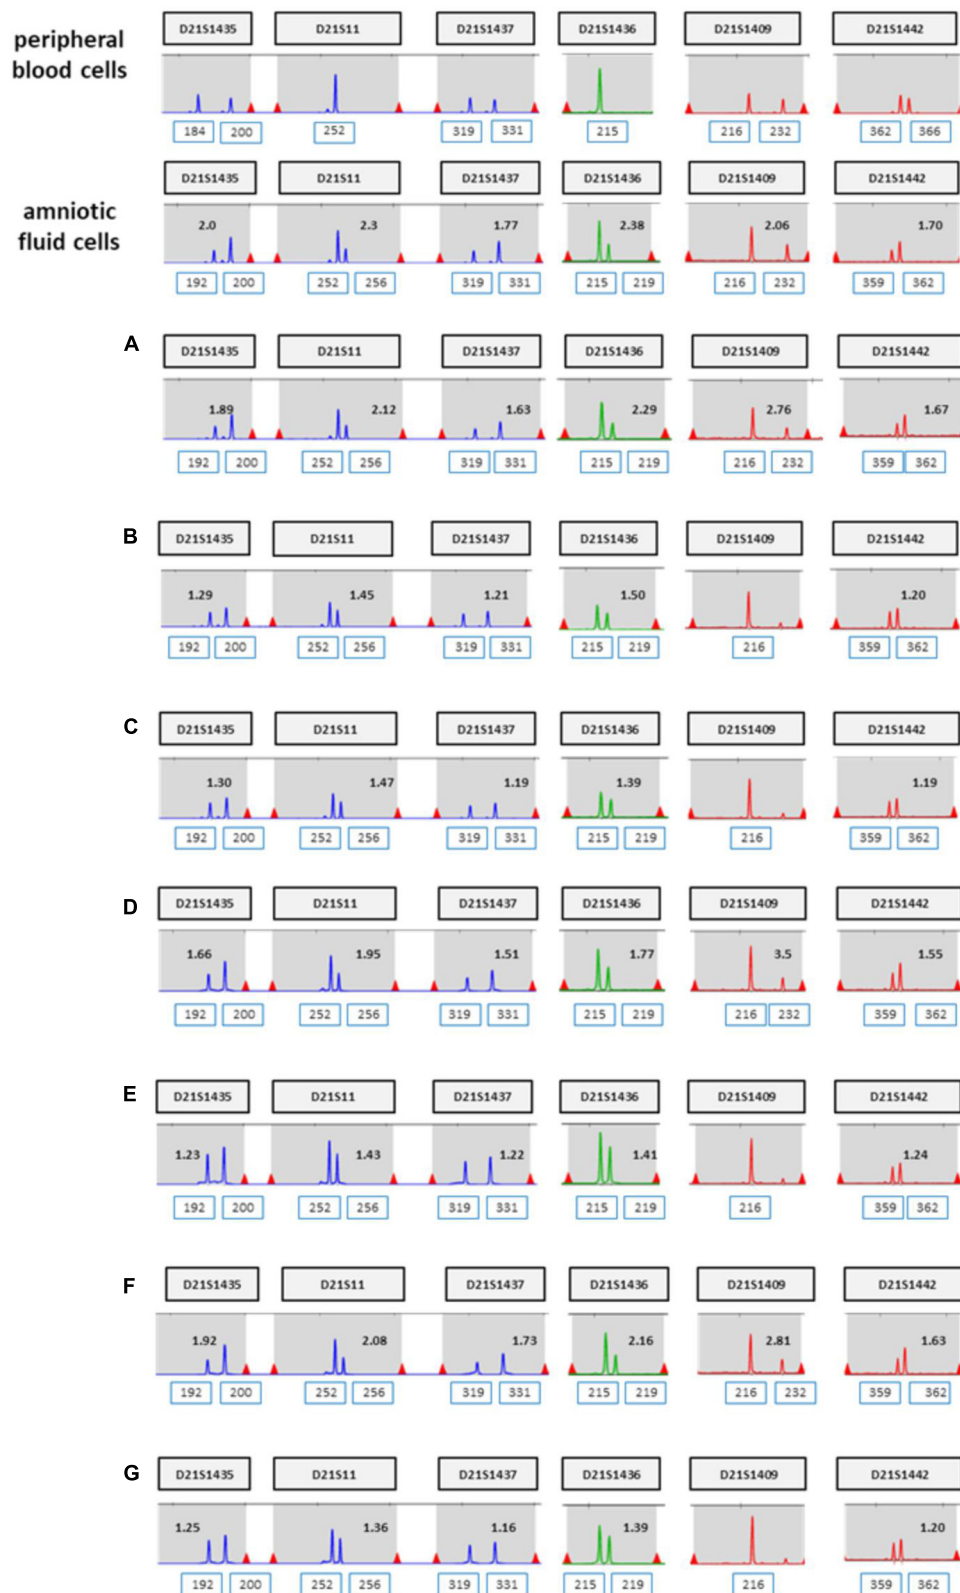 peripheral
blood cells
D21S1435 D21S11 D21S1437 D21S1436 D21S1409 D21S1442
184 200 252 319 331 215 216 232 362 366
amniotic
fluid cells
D21S1435 D21S11 D21S1437 D21S1436 D21S1409 D21S1442
2.0 2.3 1.77 2.38 2.06 1.70
192 200 252 256 319 331 215 219 216 232 359 362
A
D21S1435 D21S11 D21S1437 D21S1436 D21S1409 D21S1442
1.89 2.12 1.63 2.29 2.76 1.67
192 200 252 256 319 331 215 219 216 232 359 362
B
D21S1435 D21S11 D21S1437 D21S1436 D21S1409 D21S1442
1.29 1.45 1.21 1.50 1.20
192 200 252 256 319 331 215 219 216 359 362
C
D21S1435 D21S11 D21S1437 D21S1436 D21S1409 D21S1442
1.30 1.47 1.19 1.39 1.19
192 200 252 256 319 331 215 219 216 359 362
D
D21S1435 D21S11 D21S1437 D21S1436 D21S1409 D21S1442
1.66 1.95 1.51 1.77 3.5 1.55
192 200 252 256 319 331 215 219 216 232 359 362
E
D21S1435 D21S11 D21S1437 D21S1436 D21S1409 D21S1442
1.23 1.43 1.22 1.41 1.24
192 200 252 256 319 331 215 219 216 359 362
F
D21S1435 D21S11 D21S1437 D21S1436 D21S1409 D21S1442
1.92 2.08 1.73 2.16 2.81 1.63
192 200 252 256 319 331 215 219 216 232 359 362
G
D21S1435 D21S11 D21S1437 D21S1436 D21S1409 D21S1442
1.25 1.36 1.16 1.39 1.20
192 200 252 256 319 331 215 219 216 359 362